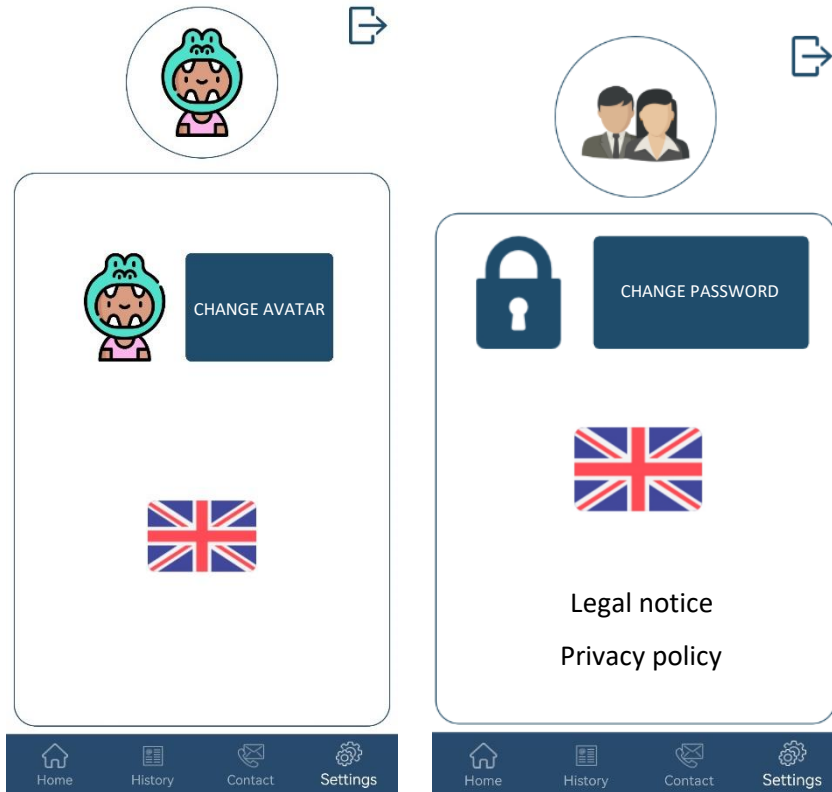 CHANGE AVATAR
Home History Contact Settings
CHANGE PASSWORD
Legal notice
Privacy policy
Home History Contact Settings